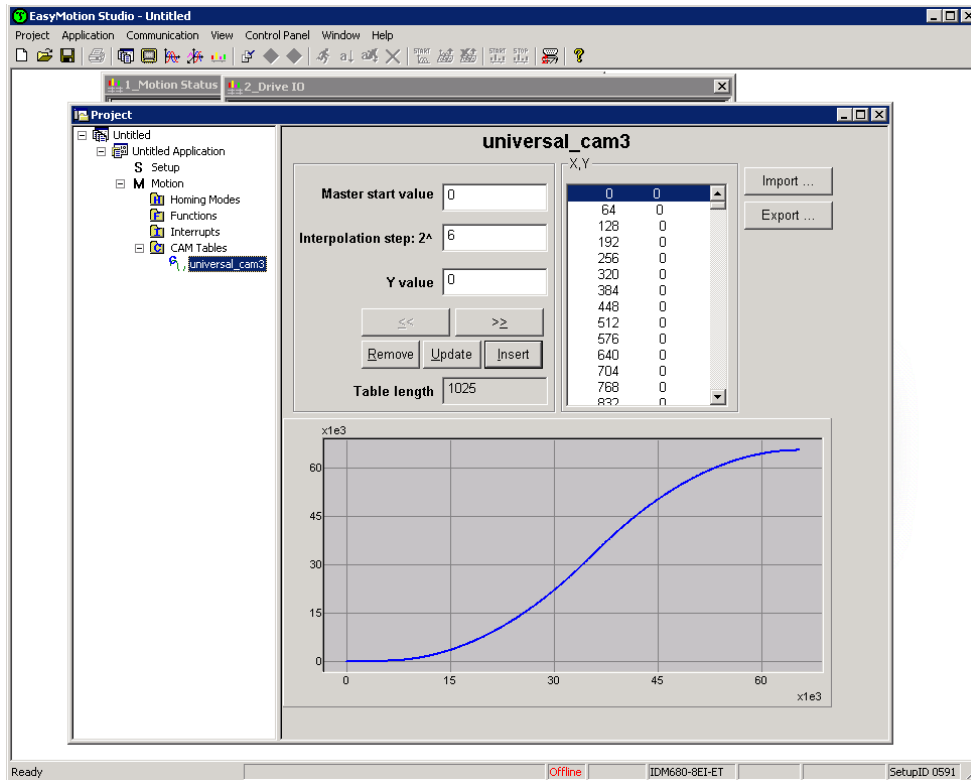 EasyMotion Studio - Untitled
Project Application Communication View Control Panel Window Help
1_Motion Status
2_Drive IO
Project
Untitled
Untitled Application
S Setup
M Motion
Homing Modes
Functions
Interrupts
CAM Tables
universal_cam3
universal_cam3
Master start value 0
Interpolation step: 2^ 6
Y value 0
<< >>
Remove Update Insert
Table length 1025
X,Y
0 0
64 0
128 0
192 0
256 0
320 0
384 0
448 0
512 0
576 0
640 0
704 0
768 0
832 0
Import ...
Export ...
x1e3
60
45
30
15
0
0 15 30 45 60
x1e3
Ready Offline IDM680-8EI-ET SetupID 0591